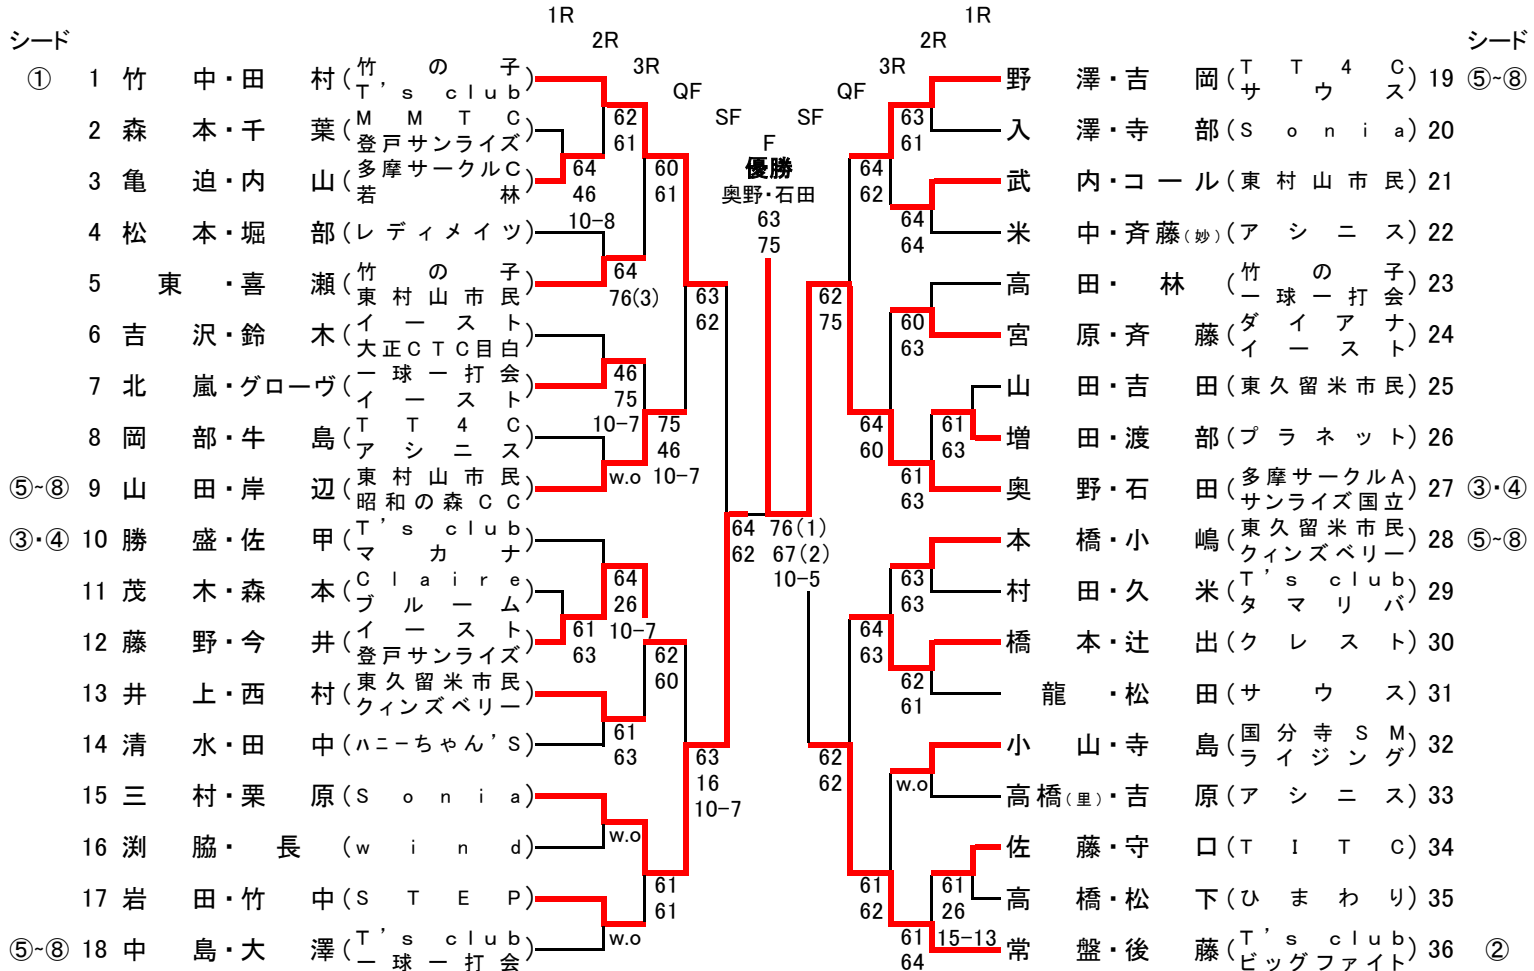 1R 1R
シード 2R 2R シード
3R 3R
QF QF
SF SF
F
優勝
奥野・石田
63
75
① 1 竹中・田村(竹の子 T's club)
2 森本・千葉(MMTC 登戸サンライズ)
3 亀迫・内山(多摩サークルC 若林)
4 松本・堀部(レディメイツ)
5 東・喜瀬(竹の子 東村山市民)
6 吉沢・鈴木(イースト 大正CTC目白)
7 北嵐・グローヴ(一球一打会 イースト)
8 岡部・牛島(TT4C アシニス)
⑤~⑧ 9 山田・岸辺(東村山市民 昭和の森CC)
③・④ 10 勝盛・佐甲(T's club マカナ)
11 茂木・森本(Claire ブルーム)
12 藤野・今井(イースト 登戸サンライズ)
13 井上・西村(東久留米市民 クィンズベリー)
14 清水・田中(ハニーちゃん'S)
15 三村・栗原(Sonia)
16 渕脇・長(wind)
17 岩田・竹中(STEP)
⑤~⑧ 18 中島・大澤(T's club 一球一打会)
64
46
10-8
61
63
62
61
64
76(3)
46
75
10-7
w.o
64
26
10-7
61
63
w.o
w.o
60
61
75
46
10-7
62
60
61
61
63
62
63
16
10-7
64
62
76(1)
67(2)
10-5
62
75
62
62
64
62
64
60
64
63
61
62
63
61
64
64
60
63
61
63
63
63
62
61
w.o
61
64
61
63
61
26
15-13
野澤・吉岡(TT4C サウス) 19 ⑤~⑧
入澤・寺部(Sonia) 20
武内・コール(東村山市民) 21
米中・斉藤(妙)(アシニス) 22
高田・林(竹の子 一球一打会) 23
宮原・斉藤(ダイアナ イースト) 24
山田・吉田(東久留米市民) 25
増田・渡部(プラネット) 26
奥野・石田(多摩サークルA サンライズ国立) 27 ③・④
本橋・小嶋(東久留米市民 クィンズベリー) 28 ⑤~⑧
村田・久米(T's club タマリバ) 29
橋本・辻出(クレスト) 30
龍・松田(サウス) 31
小山・寺島(国分寺SM ライジング) 32
高橋(里)・吉原(アシニス) 33
佐藤・守口(TITC) 34
高橋・松下(ひまわり) 35
常盤・後藤(T's club ビッグファイト) 36 ②